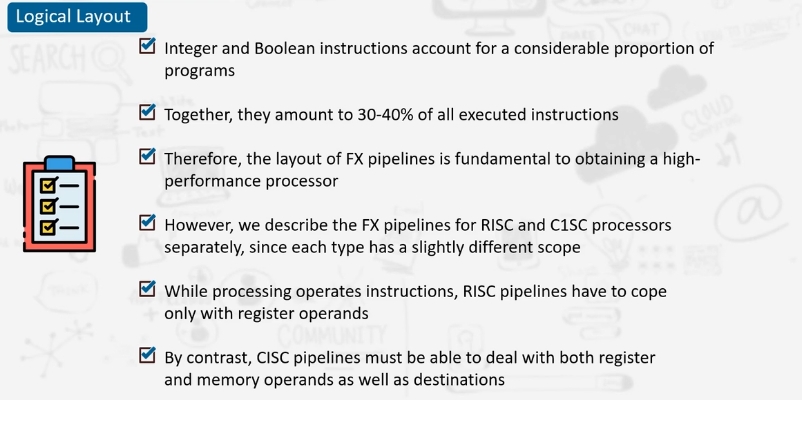 Logical Layout
Integer and Boolean instructions account for a considerable proportion of
programs
Together, they amount to 30-40% of all executed instructions
Therefore, the layout of FX pipelines is fundamental to obtaining a high-
performance processor
However, we describe the FX pipelines for RISC and C1SC processors
separately, since each type has a slightly different scope
While processing operates instructions, RISC pipelines have to cope
only with register operands
By contrast, CISC pipelines must be able to deal with both register
and memory operands as well as destinations
SEARCH
CHAT
CLOUD
COMMUNITY
@